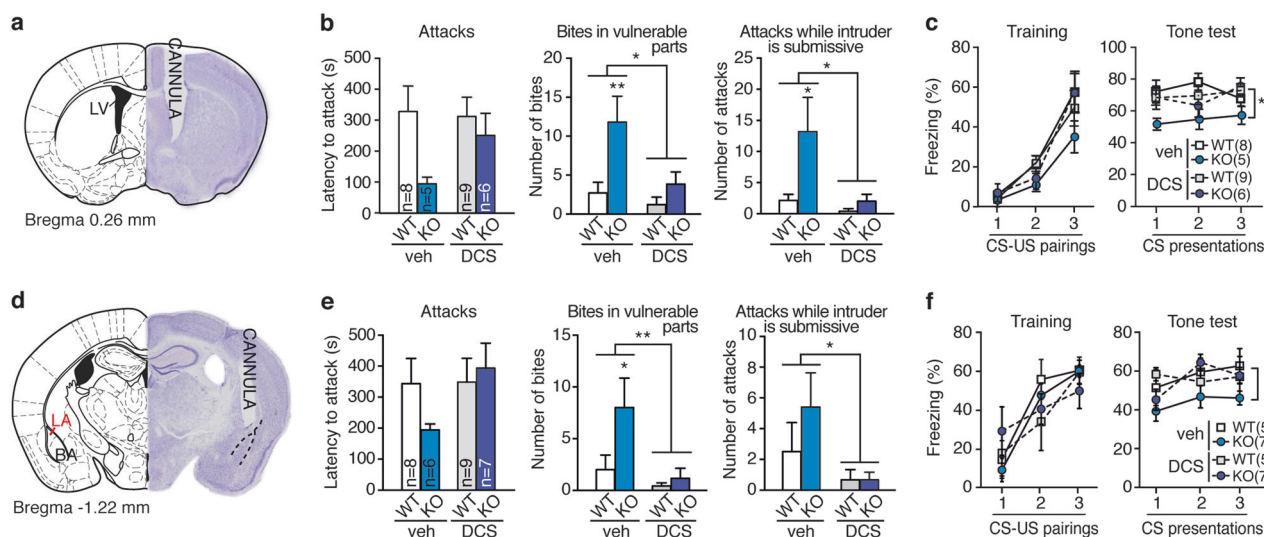 a
CANNULA
LV
Bregma 0.26 mm
b
Attacks
Latency to attack (s)
500
400
300
200
100
0
n=8
n=5
n=9
n=6
WT
KO
WT
KO
veh
DCS
Bites in vulnerable
parts
Number of bites
20
15
10
5
0
*
**
WT
KO
WT
KO
veh
DCS
Attacks while intruder
is submissive
Number of attacks
25
20
15
10
5
0
*
*
WT
KO
WT
KO
veh
DCS
c
Training
Freezing (%)
80
60
40
20
0
1 2 3
CS-US pairings
Tone test
100
80
60
40
20
0
*
veh
WT(8)
KO(5)
DCS
WT(9)
KO(6)
1 2 3
CS presentations
d
CANNULA
LA
BA
Bregma -1.22 mm
e
Attacks
Latency to attack (s)
500
400
300
200
100
0
n=8
n=6
n=9
n=7
WT
KO
WT
KO
veh
DCS
Bites in vulnerable
parts
Number of bites
15
10
5
0
**
*
WT
KO
WT
KO
veh
DCS
Attacks while intruder
is submissive
Number of attacks
10
8
6
4
2
0
*
WT
KO
WT
KO
veh
DCS
f
Training
Freezing (%)
80
60
40
20
0
1 2 3
CS-US pairings
Tone test
100
80
60
40
20
0
veh
WT(5
KO(7
DCS
WT(5
KO(7
1 2 3
CS presentations